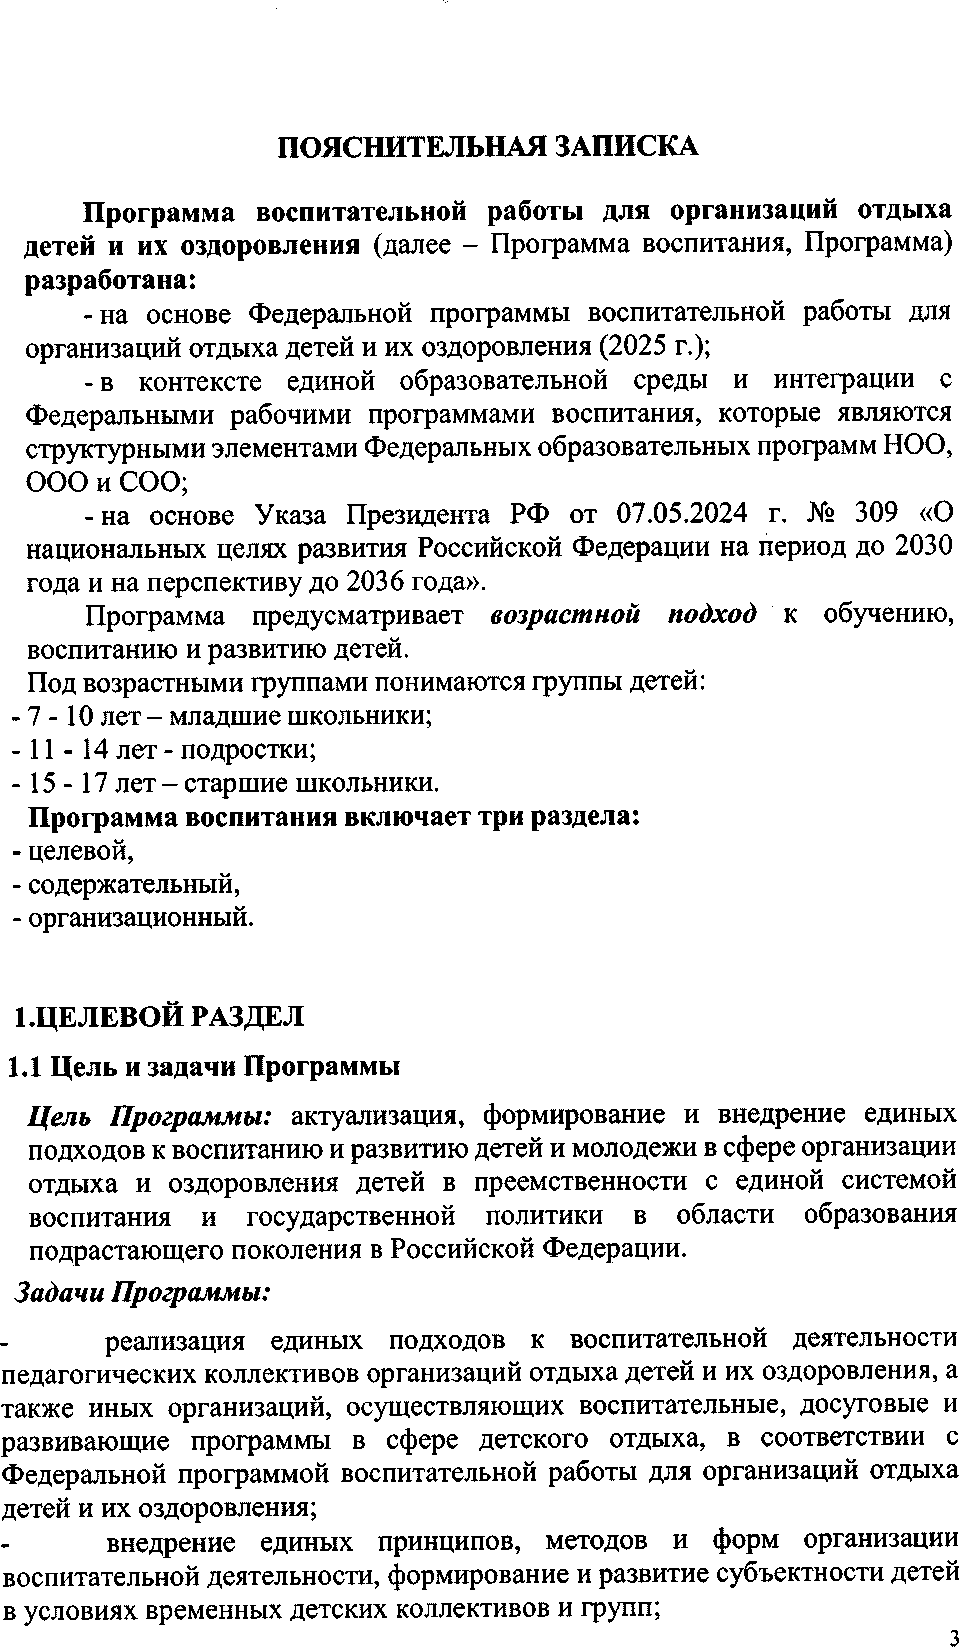 ПОЯСНИТЕЛЬНАЯ ЗАПИСКА
Программа воспитательной работы для организаций отдыха
детей и их оздоровления (далее – Программа воспитания, Программа)
разработана:
- на основе Федеральной программы воспитательной работы для
организаций отдыха детей и их оздоровления (2025 г.);
- в контексте единой образовательной среды и интеграции с
Федеральными рабочими программами воспитания, которые являются
структурными элементами Федеральных образовательных программ НОО,
ООО и СОО;
- на основе Указа Президента РФ от 07.05.2024 г. № 309 «О
национальных целях развития Российской Федерации на период до 2030
года и на перспективу до 2036 года».
Программа предусматривает возрастной подход к обучению,
воспитанию и развитию детей.
Под возрастными группами понимаются группы детей:
- 7 - 10 лет – младшие школьники;
- 11 - 14 лет - подростки;
- 15 - 17 лет – старшие школьники.
Программа воспитания включает три раздела:
- целевой,
- содержательный,
- организационный.
1.ЦЕЛЕВОЙ РАЗДЕЛ
1.1 Цель и задачи Программы
Цель Программы: актуализация, формирование и внедрение единых
подходов к воспитанию и развитию детей и молодежи в сфере организации
отдыха и оздоровления детей в преемственности с единой системой
воспитания и государственной политики в области образования
подрастающего поколения в Российской Федерации.
Задачи Программы:
- реализация единых подходов к воспитательной деятельности
педагогических коллективов организаций отдыха детей и их оздоровления, а
также иных организаций, осуществляющих воспитательные, досуговые и
развивающие программы в сфере детского отдыха, в соответствии с
Федеральной программой воспитательной работы для организаций отдыха
детей и их оздоровления;
- внедрение единых принципов, методов и форм организации
воспитательной деятельности, формирование и развитие субъектности детей
в условиях временных детских коллективов и групп;
3